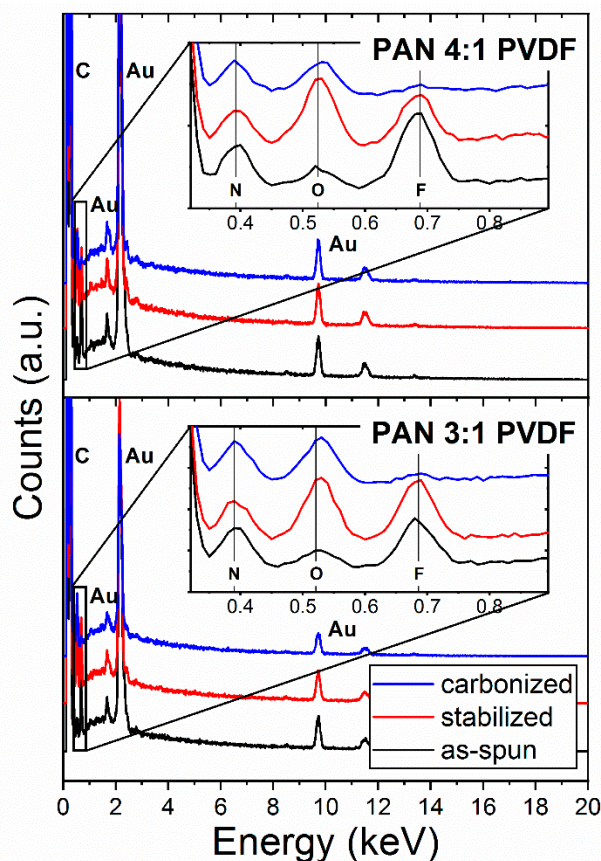 PAN 4:1 PVDF
C
Au
Au
N
O
F
0.4 0.5 0.6 0.7 0.8
Au
PAN 3:1 PVDF
C
Au
Au
N
O
F
0.4 0.5 0.6 0.7 0.8
Au
carbonized
stabilized
as-spun
0 2 4 6 8 10 12 14 16 18 20
Energy (keV)
Counts (a.u.)